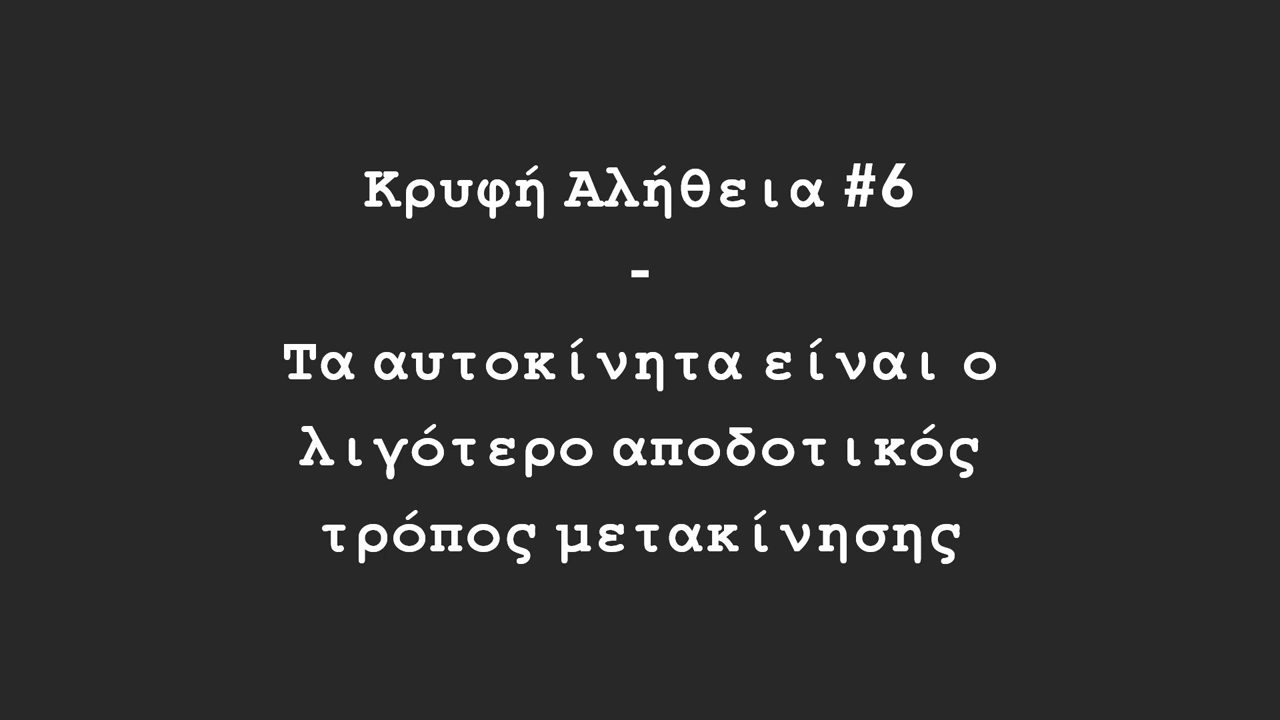 Κρυφή Αλήθεια #6
-
Τα αυτοκίνητα είναι ο
λιγότερο αποδοτικός
τρόπος μετακίνησης